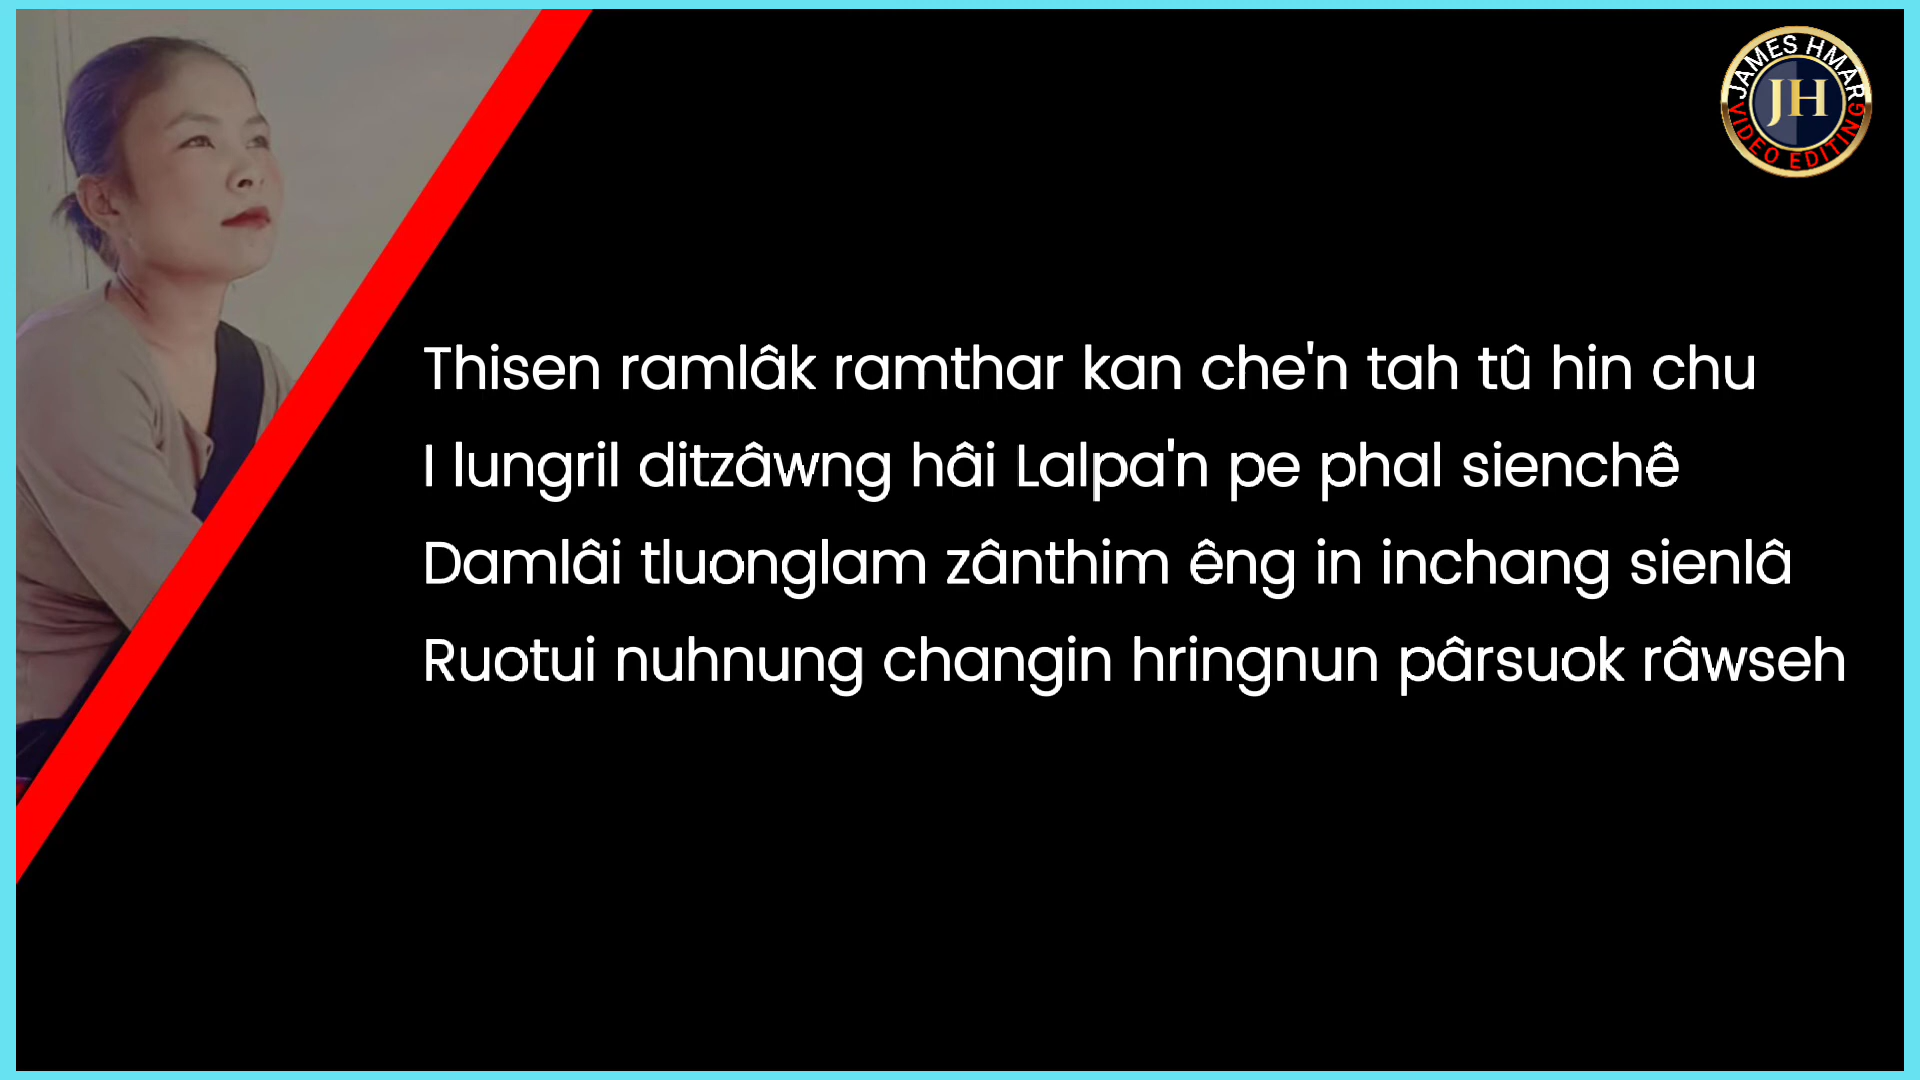 JAMES HMAR
JH
VIDEO EDITING
Thisen ramlâk ramthar kan che'n tah tû hin chu
I lungril ditzâwng hâi Lalpa'n pe phal sienchê
Damlâi tluonglam zânthim êng in inchang sienlâ
Ruotui nuhnung changin hringnun pârsuok râwseh